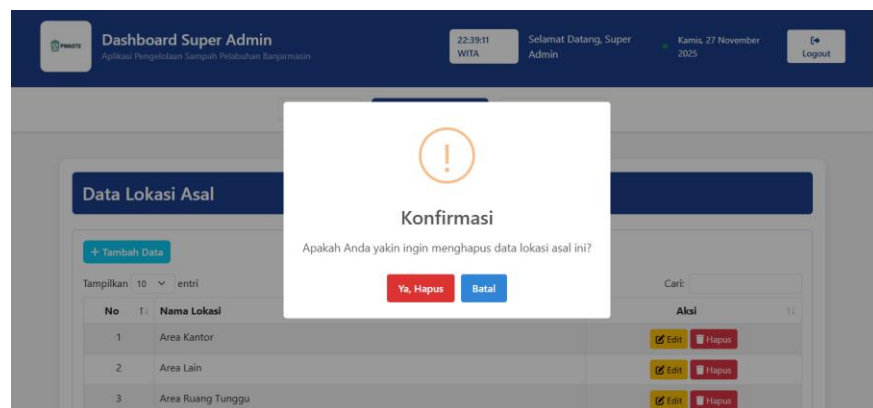 PWASTE
Dashboard Super Admin
Aplikasi Pengelolaan Sampah Pelabuhan Banjarmasin
22:39:11
WITA
Selamat Datang, Super
Admin
Kamis, 27 November
2025
Logout
Data Lokasi Asal
+ Tambah Data
Tampilkan 10 entri
Cari:
No Nama Lokasi Aksi
1 Area Kantor Edit Hapus
2 Area Lain Edit Hapus
3 Area Ruang Tunggu Edit Hapus
!
Konfirmasi
Apakah Anda yakin ingin menghapus data lokasi asal ini?
Ya, Hapus Batal